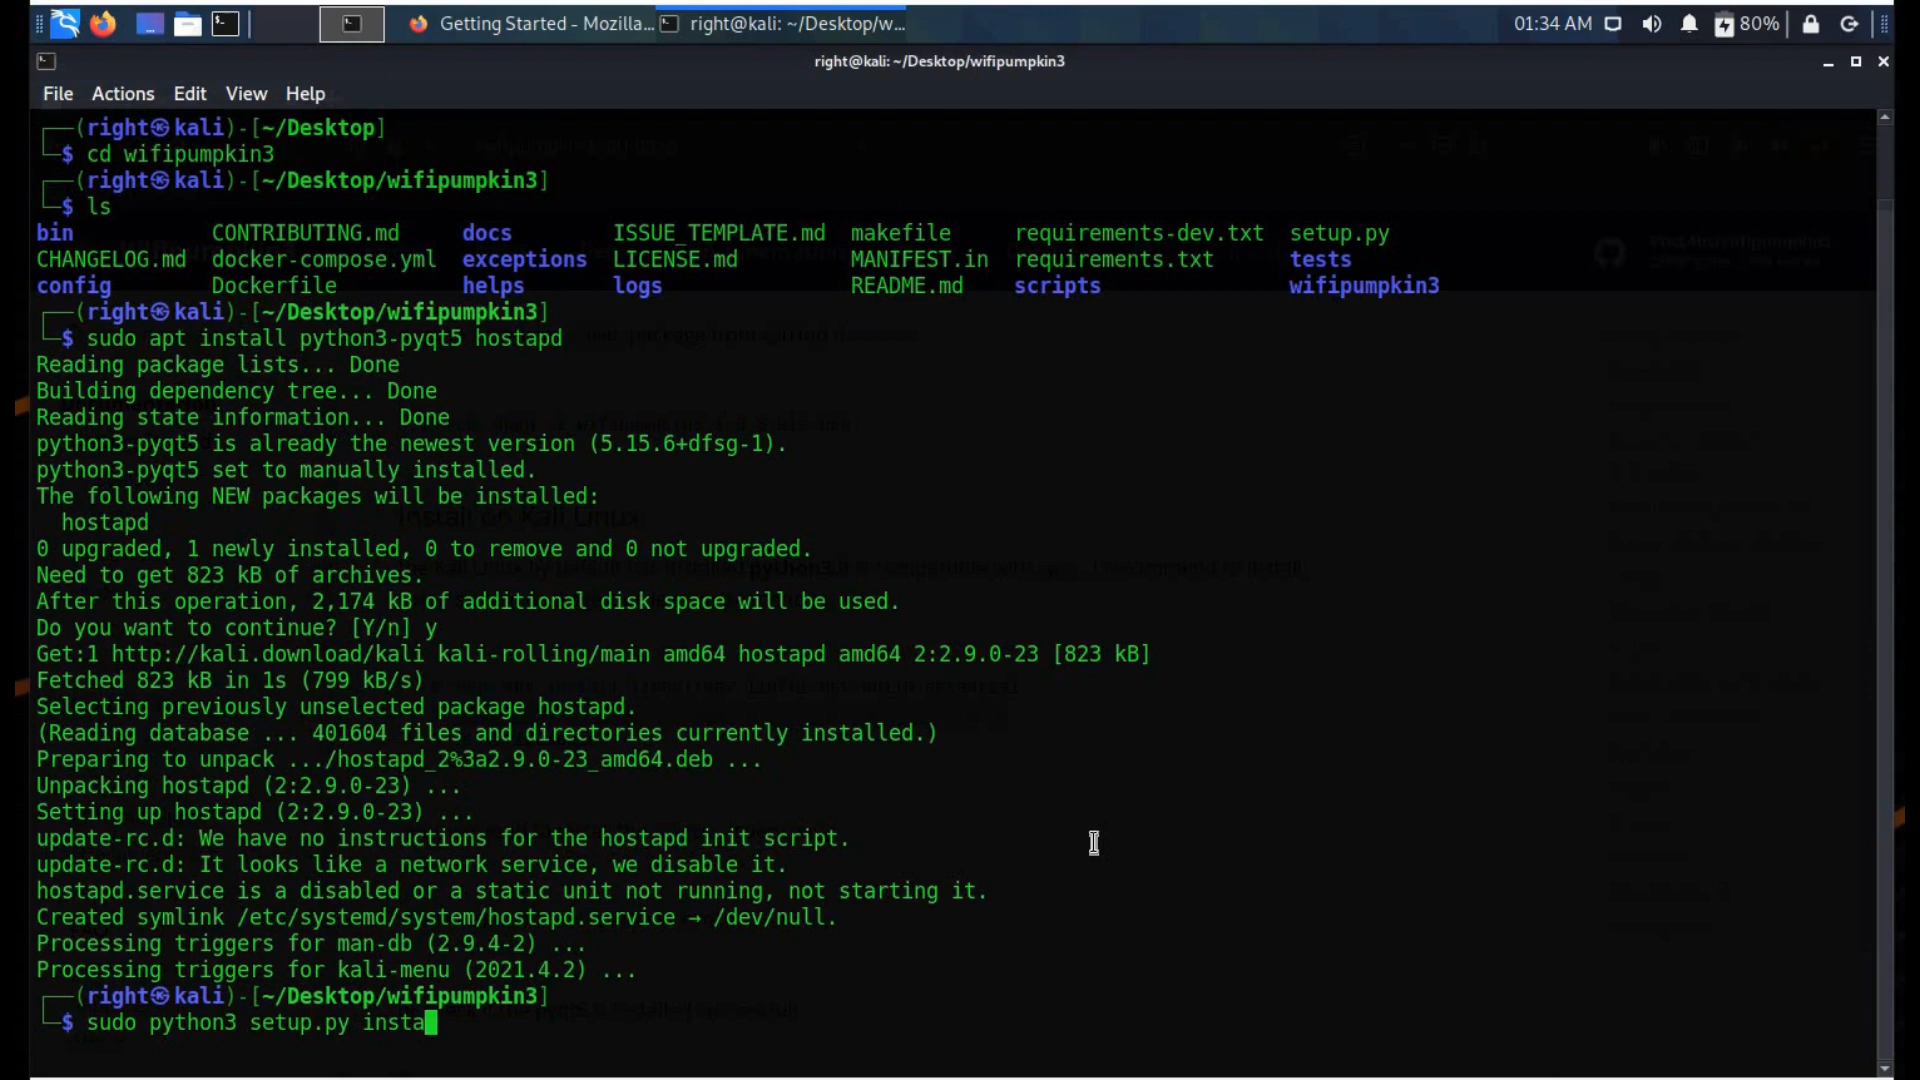 Getting Started - Mozilla...
right@kali: ~/Desktop/w...
01:34 AM
80%
right@kali: ~/Desktop/wifipumpkin3
File Actions Edit View Help
┌──(right㉿kali)-[~/Desktop]
└─$ cd wifipumpkin3
┌──(right㉿kali)-[~/Desktop/wifipumpkin3]
└─$ ls
bin CONTRIBUTING.md docs ISSUE_TEMPLATE.md makefile requirements-dev.txt setup.py
CHANGELOG.md docker-compose.yml exceptions LICENSE.md MANIFEST.in requirements.txt tests
config Dockerfile helps logs README.md scripts wifipumpkin3
┌──(right㉿kali)-[~/Desktop/wifipumpkin3]
└─$ sudo apt install python3-pyqt5 hostapd
Reading package lists... Done
Building dependency tree... Done
Reading state information... Done
python3-pyqt5 is already the newest version (5.15.6+dfsg-1).
python3-pyqt5 set to manually installed.
The following NEW packages will be installed:
hostapd
0 upgraded, 1 newly installed, 0 to remove and 0 not upgraded.
Need to get 823 kB of archives.
After this operation, 2,174 kB of additional disk space will be used.
Do you want to continue? [Y/n] y
Get:1 http://kali.download/kali kali-rolling/main amd64 hostapd amd64 2:2.9.0-23 [823 kB]
Fetched 823 kB in 1s (799 kB/s)
Selecting previously unselected package hostapd.
(Reading database ... 401604 files and directories currently installed.)
Preparing to unpack .../hostapd_2%3a2.9.0-23_amd64.deb ...
Unpacking hostapd (2:2.9.0-23) ...
Setting up hostapd (2:2.9.0-23) ...
update-rc.d: We have no instructions for the hostapd init script.
update-rc.d: It looks like a network service, we disable it.
hostapd.service is a disabled or a static unit not running, not starting it.
Created symlink /etc/systemd/system/hostapd.service → /dev/null.
Processing triggers for man-db (2.9.4-2) ...
Processing triggers for kali-menu (2021.4.2) ...
┌──(right㉿kali)-[~/Desktop/wifipumpkin3]
└─$ sudo python3 setup.py insta
Install on Kali Linux